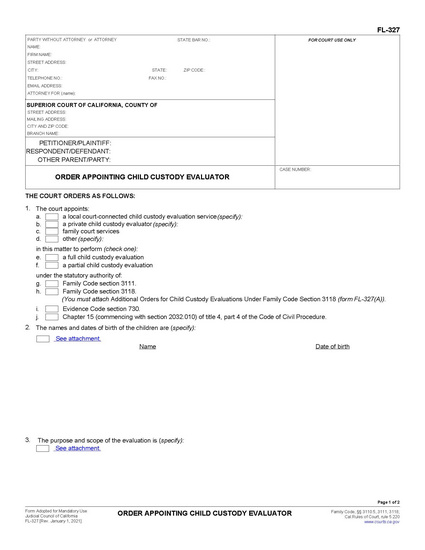 FL-327
PARTY WITHOUT ATTORNEY or ATTORNEY STATE BAR NO.:
NAME:
FIRM NAME:
STREET ADDRESS:
CITY: STATE: ZIP CODE:
TELEPHONE NO.: FAX NO.:
EMAIL ADDRESS:
ATTORNEY FOR (name):
FOR COURT USE ONLY
SUPERIOR COURT OF CALIFORNIA, COUNTY OF
STREET ADDRESS:
MAILING ADDRESS:
CITY AND ZIP CODE:
BRANCH NAME:
PETITIONER/PLAINTIFF:
RESPONDENT/DEFENDANT:
OTHER PARENT/PARTY:
ORDER APPOINTING CHILD CUSTODY EVALUATOR
CASE NUMBER:
THE COURT ORDERS AS FOLLOWS:
1. The court appoints:
a. a local court-connected child custody evaluation service (specify):
b. a private child custody evaluator (specify):
c. family court services
d. other (specify):
in this matter to perform (check one):
e. a full child custody evaluation
f. a partial child custody evaluation
under the statutory authority of:
g. Family Code section 3111.
h. Family Code section 3118.
(You must attach Additional Orders for Child Custody Evaluations Under Family Code Section 3118 (form FL-327(A)).
i. Evidence Code section 730.
j. Chapter 15 (commencing with section 2032.010) of title 4, part 4 of the Code of Civil Procedure.
2. The names and dates of birth of the children are (specify):
See attachment.
Name Date of birth
3. The purpose and scope of the evaluation is (specify):
See attachment.
Page 1 of 3
Form Adopted for Mandatory Use
Judicial Council of California
FL-327 [Rev. January 1, 2021]
ORDER APPOINTING CHILD CUSTODY EVALUATOR
Family Code, §§ 3110.5, 3111, 3118;
Cal Rules of Court, rule 5.220
www.courts.ca.gov